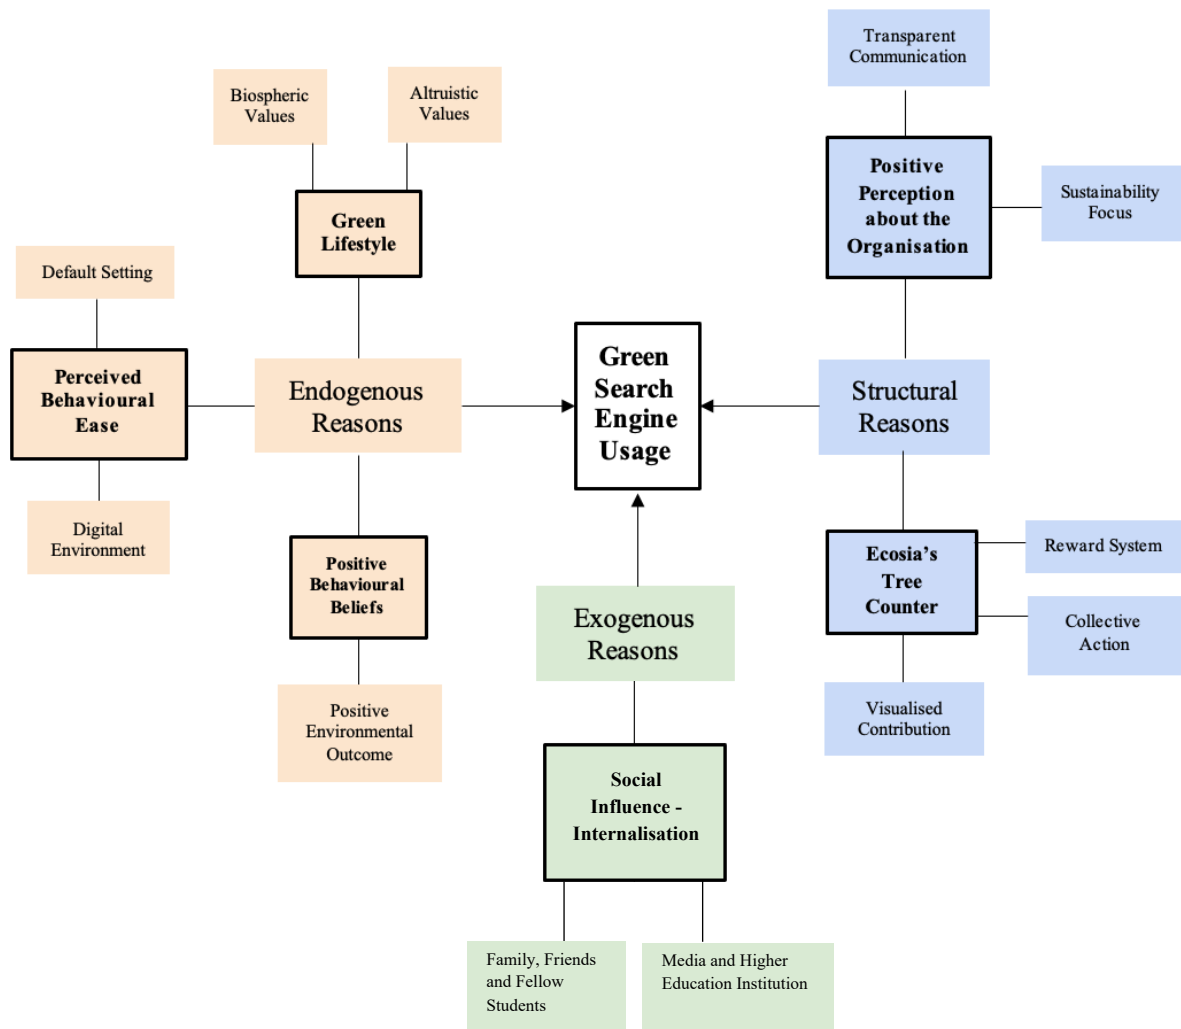 Transparent
Communication
Biospheric
Values
Altruistic
Values
Positive
Perception
about the
Organisation
Sustainability
Focus
Green
Lifestyle
Default Setting
Perceived
Behavioural
Ease
Endogenous
Reasons
Green
Search
Engine
Usage
Structural
Reasons
Digital
Environment
Positive
Behavioural
Beliefs
Ecosia’s
Tree
Counter
Reward System
Exogenous
Reasons
Collective
Action
Positive
Environmental
Outcome
Visualised
Contribution
Social
Influence -
Internalisation
Family, Friends
and Fellow
Students
Media and Higher
Education Institution